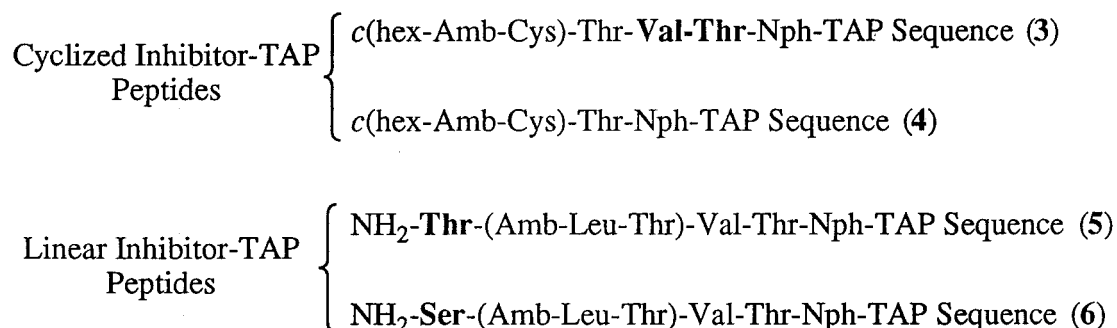 Cyclized Inhibitor-TAP Peptides
c(hex-Amb-Cys)-Thr-Val-Thr-Nph-TAP Sequence (3)
c(hex-Amb-Cys)-Thr-Nph-TAP Sequence (4)
Linear Inhibitor-TAP Peptides
NH₂-Thr-(Amb-Leu-Thr)-Val-Thr-Nph-TAP Sequence (5)
NH₂-Ser-(Amb-Leu-Thr)-Val-Thr-Nph-TAP Sequence (6)